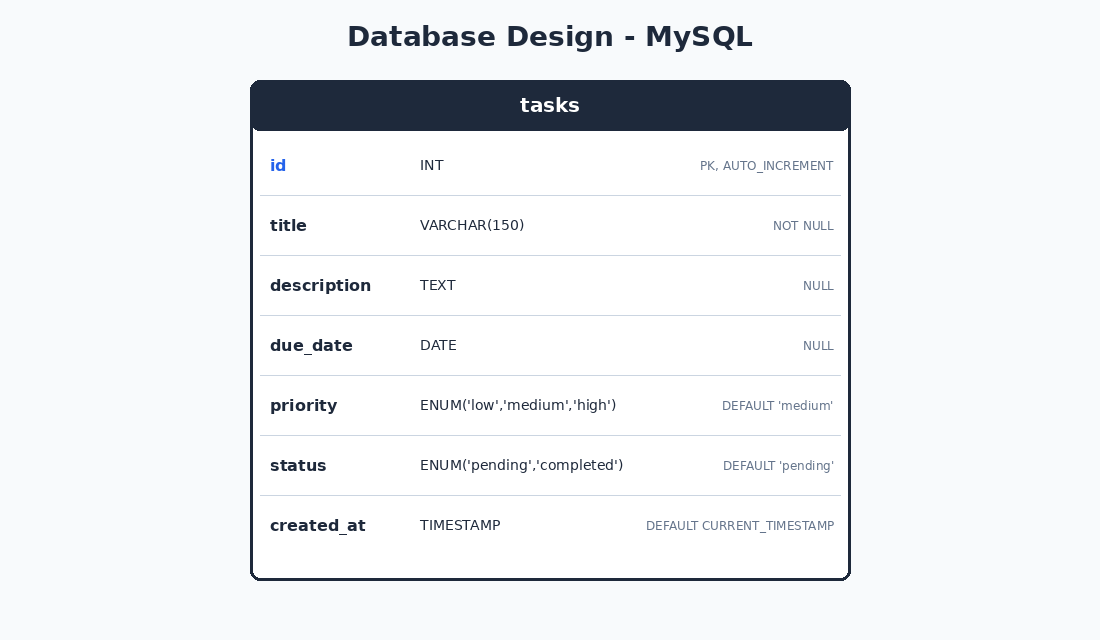 Database Design - MySQL
tasks
id INT PK, AUTO_INCREMENT
title VARCHAR(150) NOT NULL
description TEXT NULL
due_date DATE NULL
priority ENUM('low','medium','high') DEFAULT 'medium'
status ENUM('pending','completed') DEFAULT 'pending'
created_at TIMESTAMP DEFAULT CURRENT_TIMESTAMP